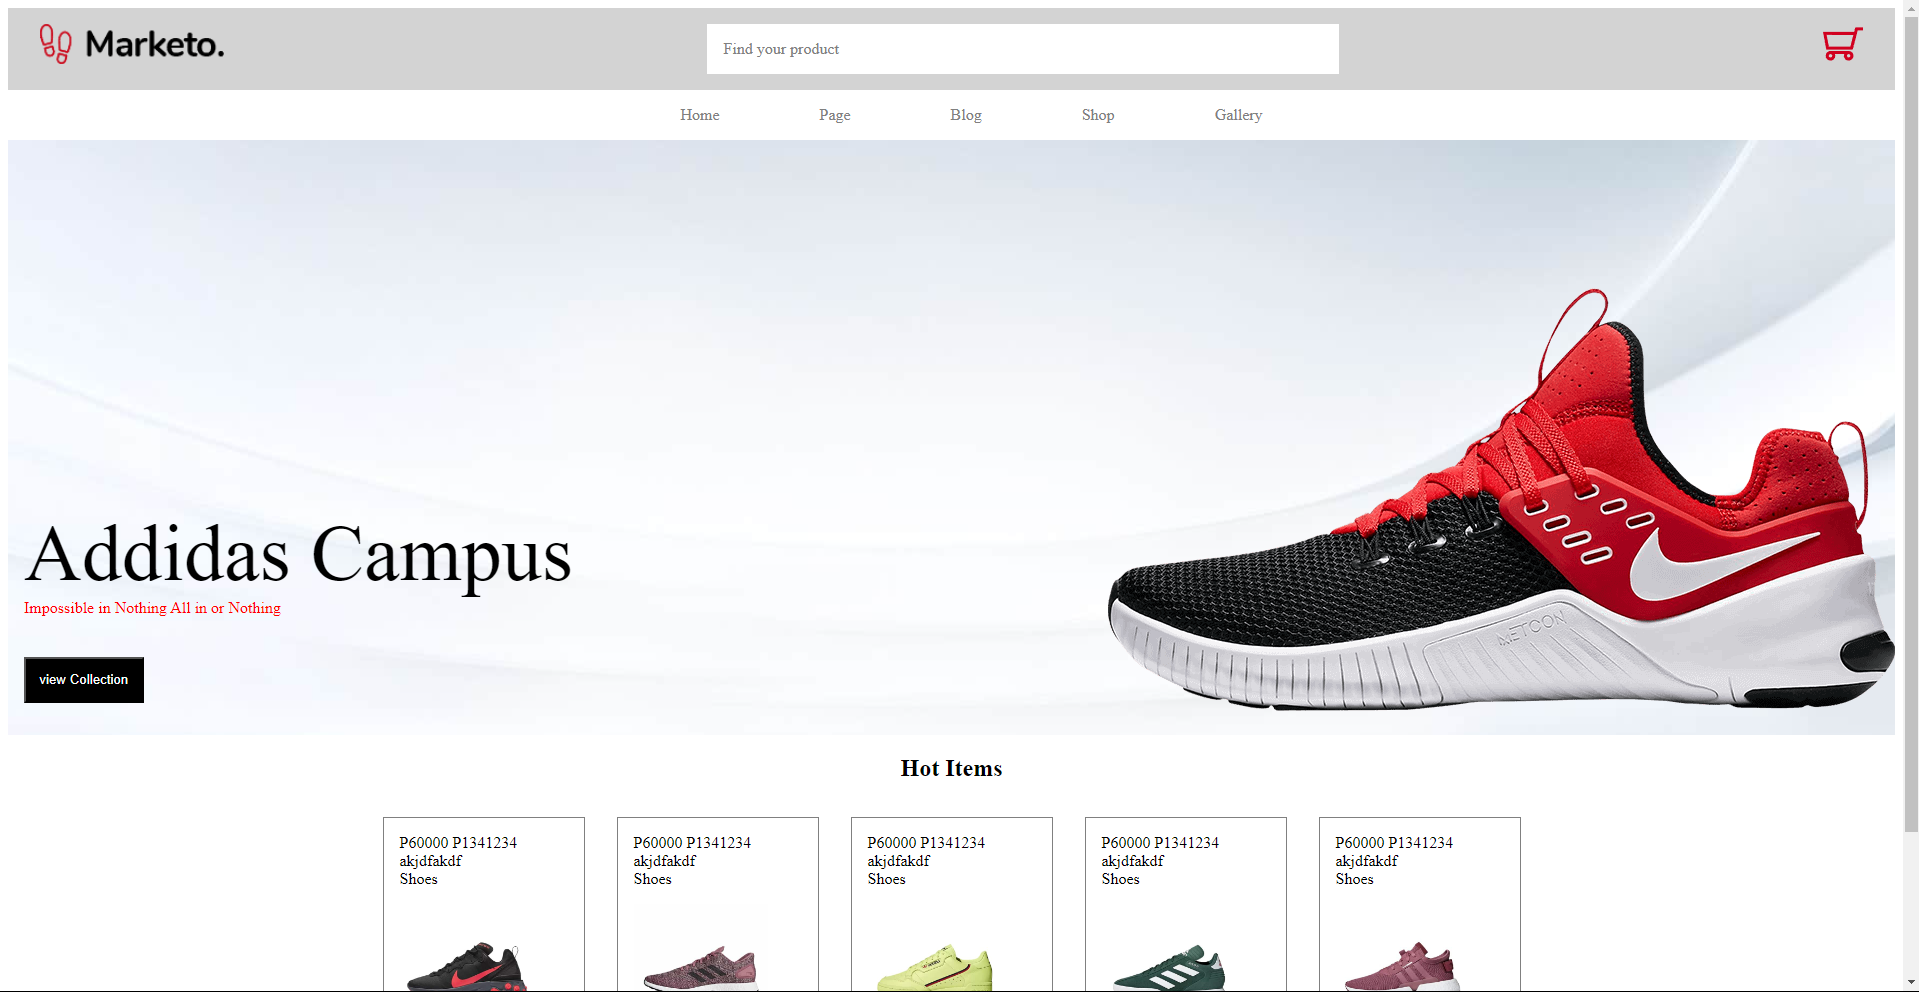 Marketo.
Find your product
Home Page Blog Shop Gallery
METCON
Addidas Campus
Impossible in Nothing All in or Nothing
view Collection
Hot Items
P60000 P1341234
akjdfakdf
Shoes
P60000 P1341234
akjdfakdf
Shoes
P60000 P1341234
akjdfakdf
Shoes
P60000 P1341234
akjdfakdf
Shoes
P60000 P1341234
akjdfakdf
Shoes